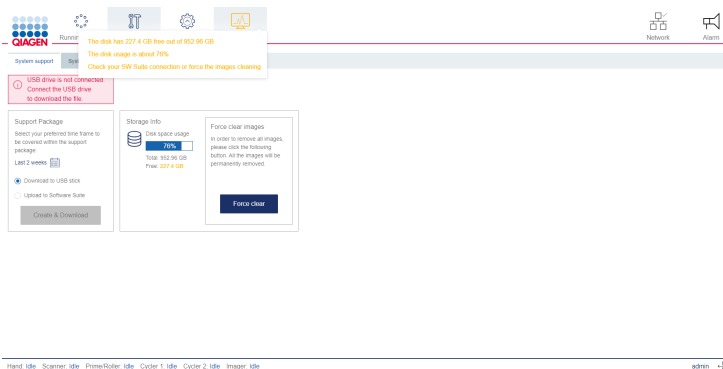 QIAGEN
Runnin
The disk has 227.4 GB free out of 952.96 GB
The disk usage is about 76%
Check your SW Suite connection or force the images cleaning
Network
Alarm
System support
Sys
USB drive is not connected
Connect the USB drive
to download the file.
Support Package
Select your preferred time frame to
be covered within the support
package.
Last 2 weeks
Download to USB stick
Upload to Software Suite
Create & Download
Storage info
Disk space usage
76%
Total: 952.96 GB
Free: 227.4 GB
Force clear images
In order to remove all images,
please click the following
button. All the images will be
permanently removed.
Force clear
Hand: Idle Scanner: Idle Prime/Roller: Idle Cycler 1: Idle Cycler 2: Idle Imager: Idle
admin